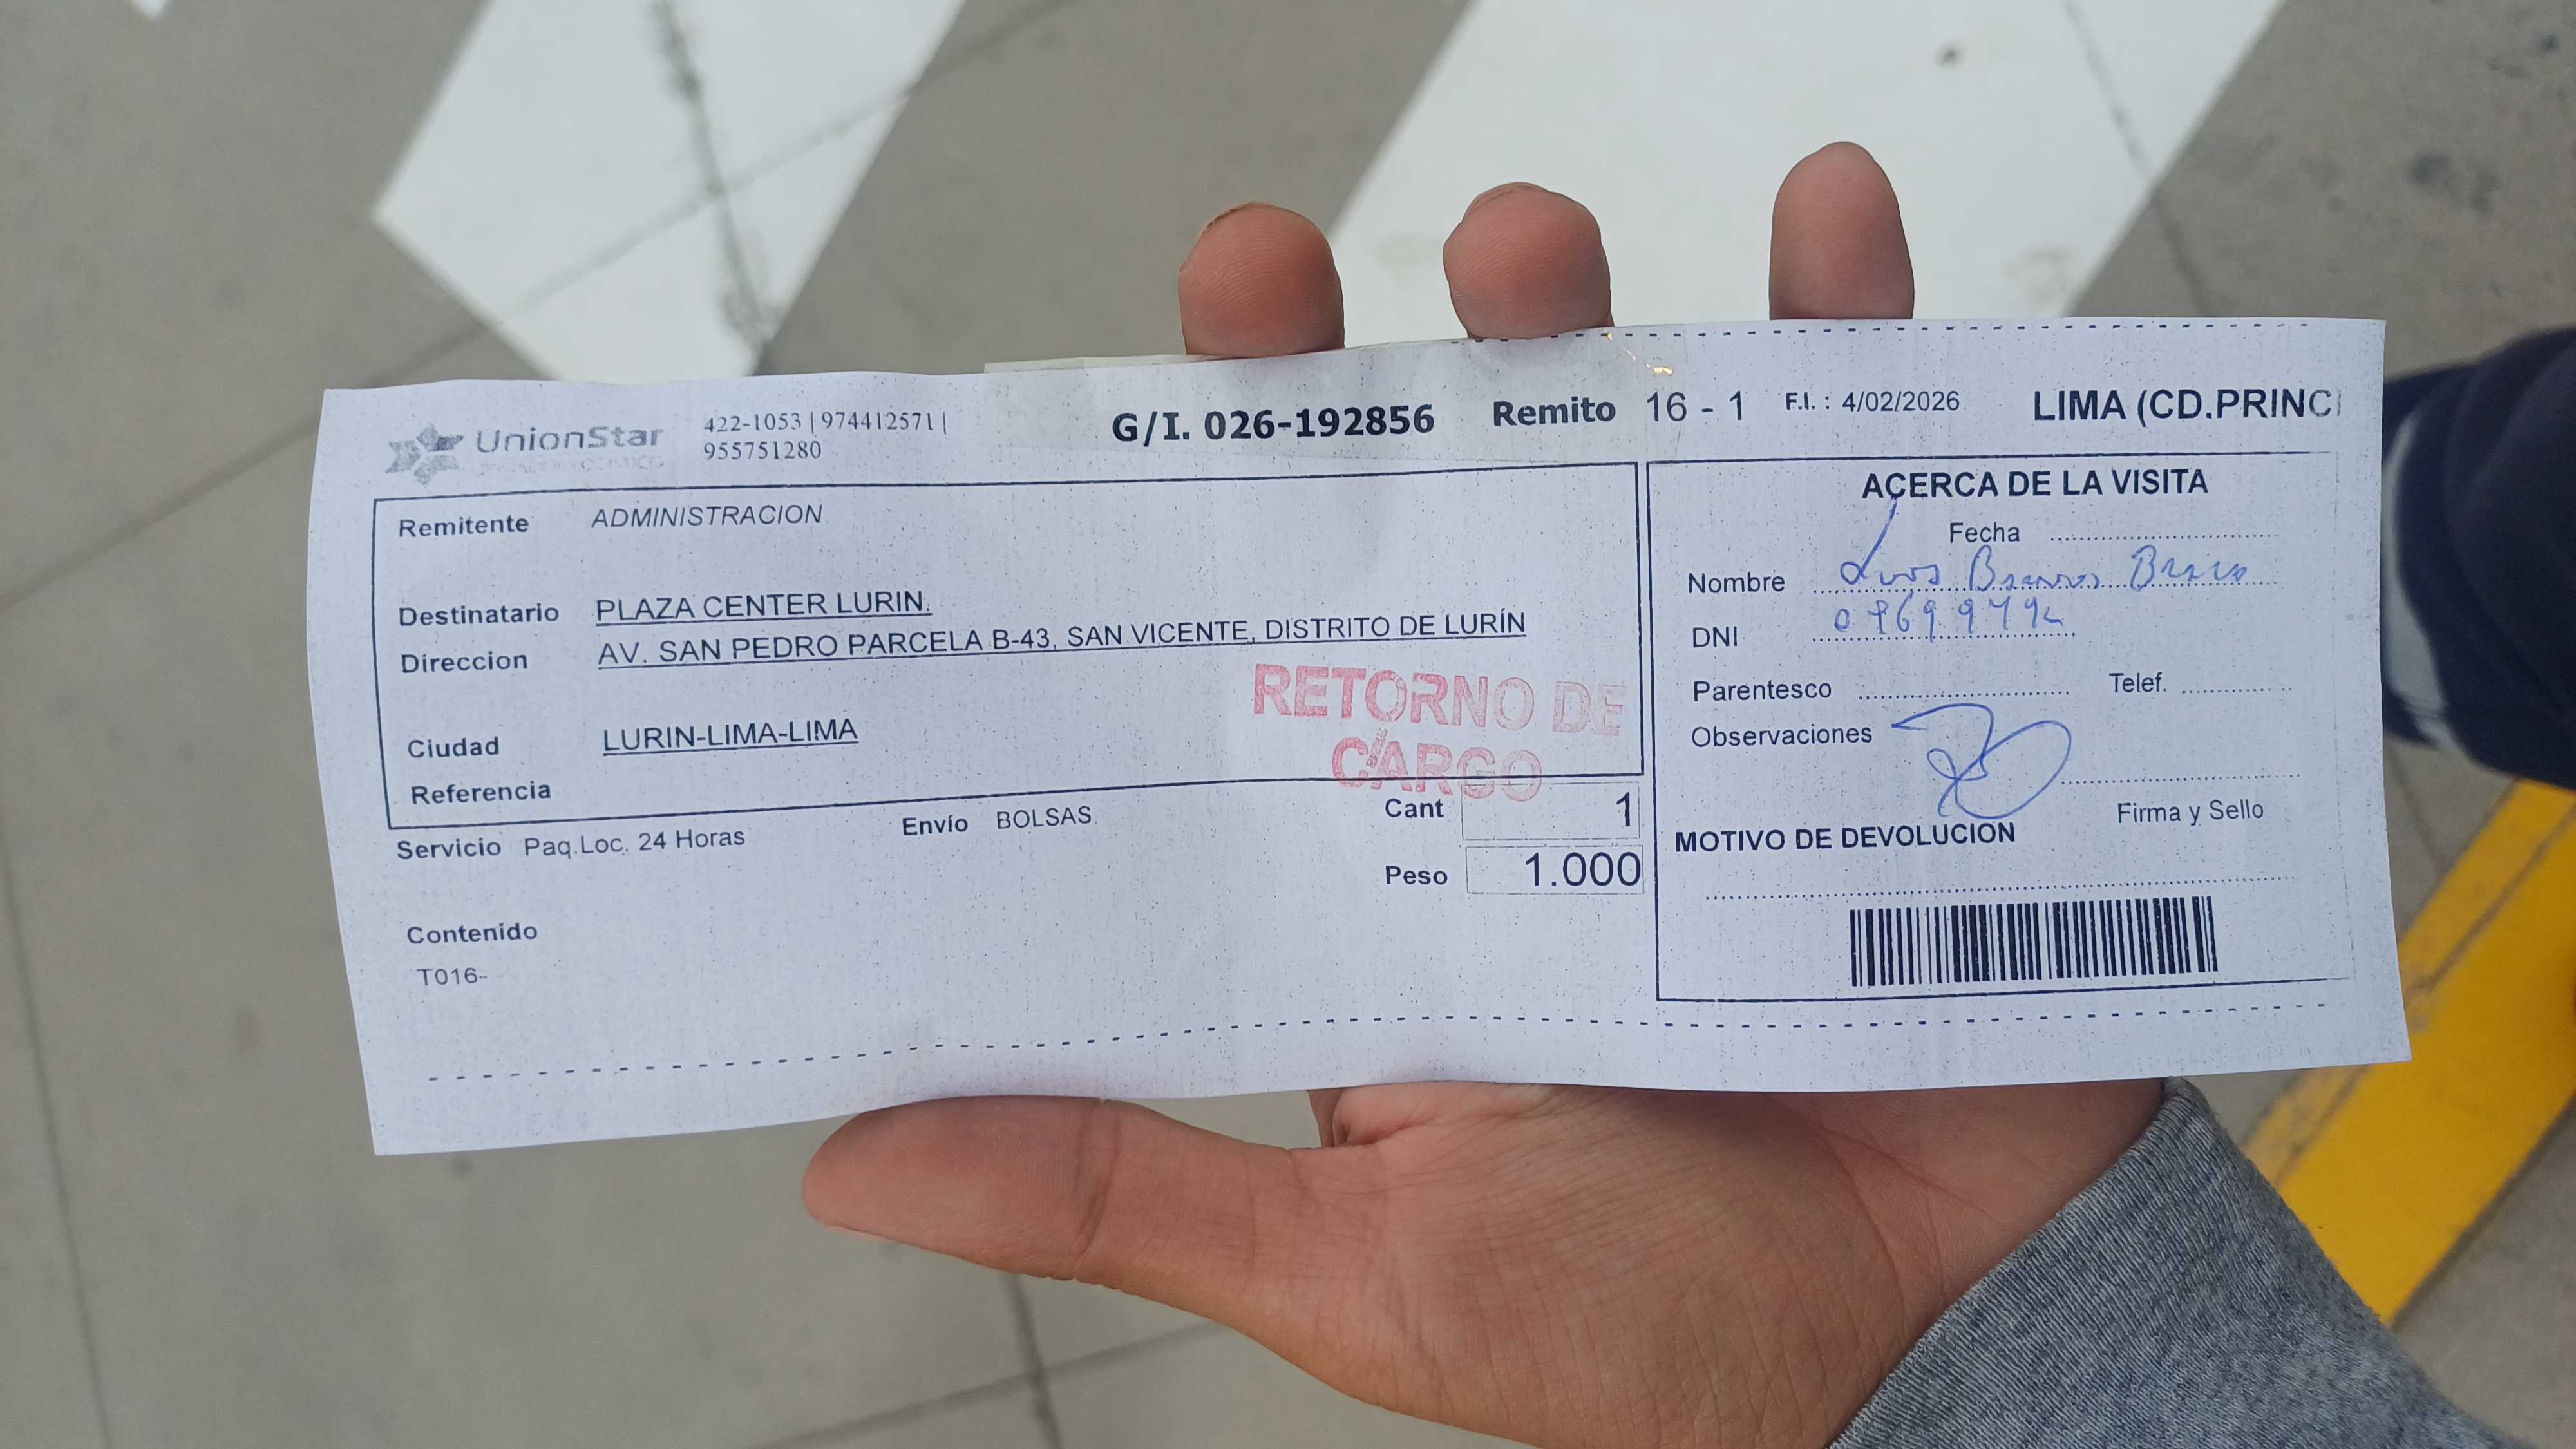 UnionStar
422-1053 | 974412571 |
955751280
G/I. 026-192856
Remito 16 - 1
F.I. : 4/02/2026
LIMA (CD.PRINCI
Remitente ADMINISTRACION
Destinatario PLAZA CENTER LURIN.
Direccion AV. SAN PEDRO PARCELA B-43, SAN VICENTE, DISTRITO DE LURÍN
Ciudad LURIN-LIMA-LIMA
Referencia
RETORNO DE
CARGO
Servicio Paq.Loc. 24 Horas
Envío BOLSAS
Cant 1
Peso 1.000
Contenido
T016-
ACERCA DE LA VISITA
Fecha
Nombre Luis
DNI
Parentesco Telef.
Observaciones
Firma y Sello
MOTIVO DE DEVOLUCION